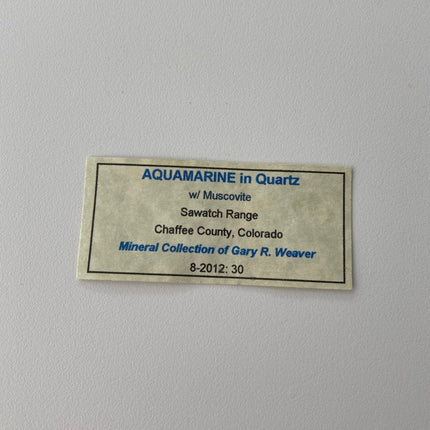 AQUAMARINE in Quartz
w/ Muscovite
Sawatch Range
Chaffee County, Colorado
Mineral Collection of Gary R. Weaver
8-2012: 30